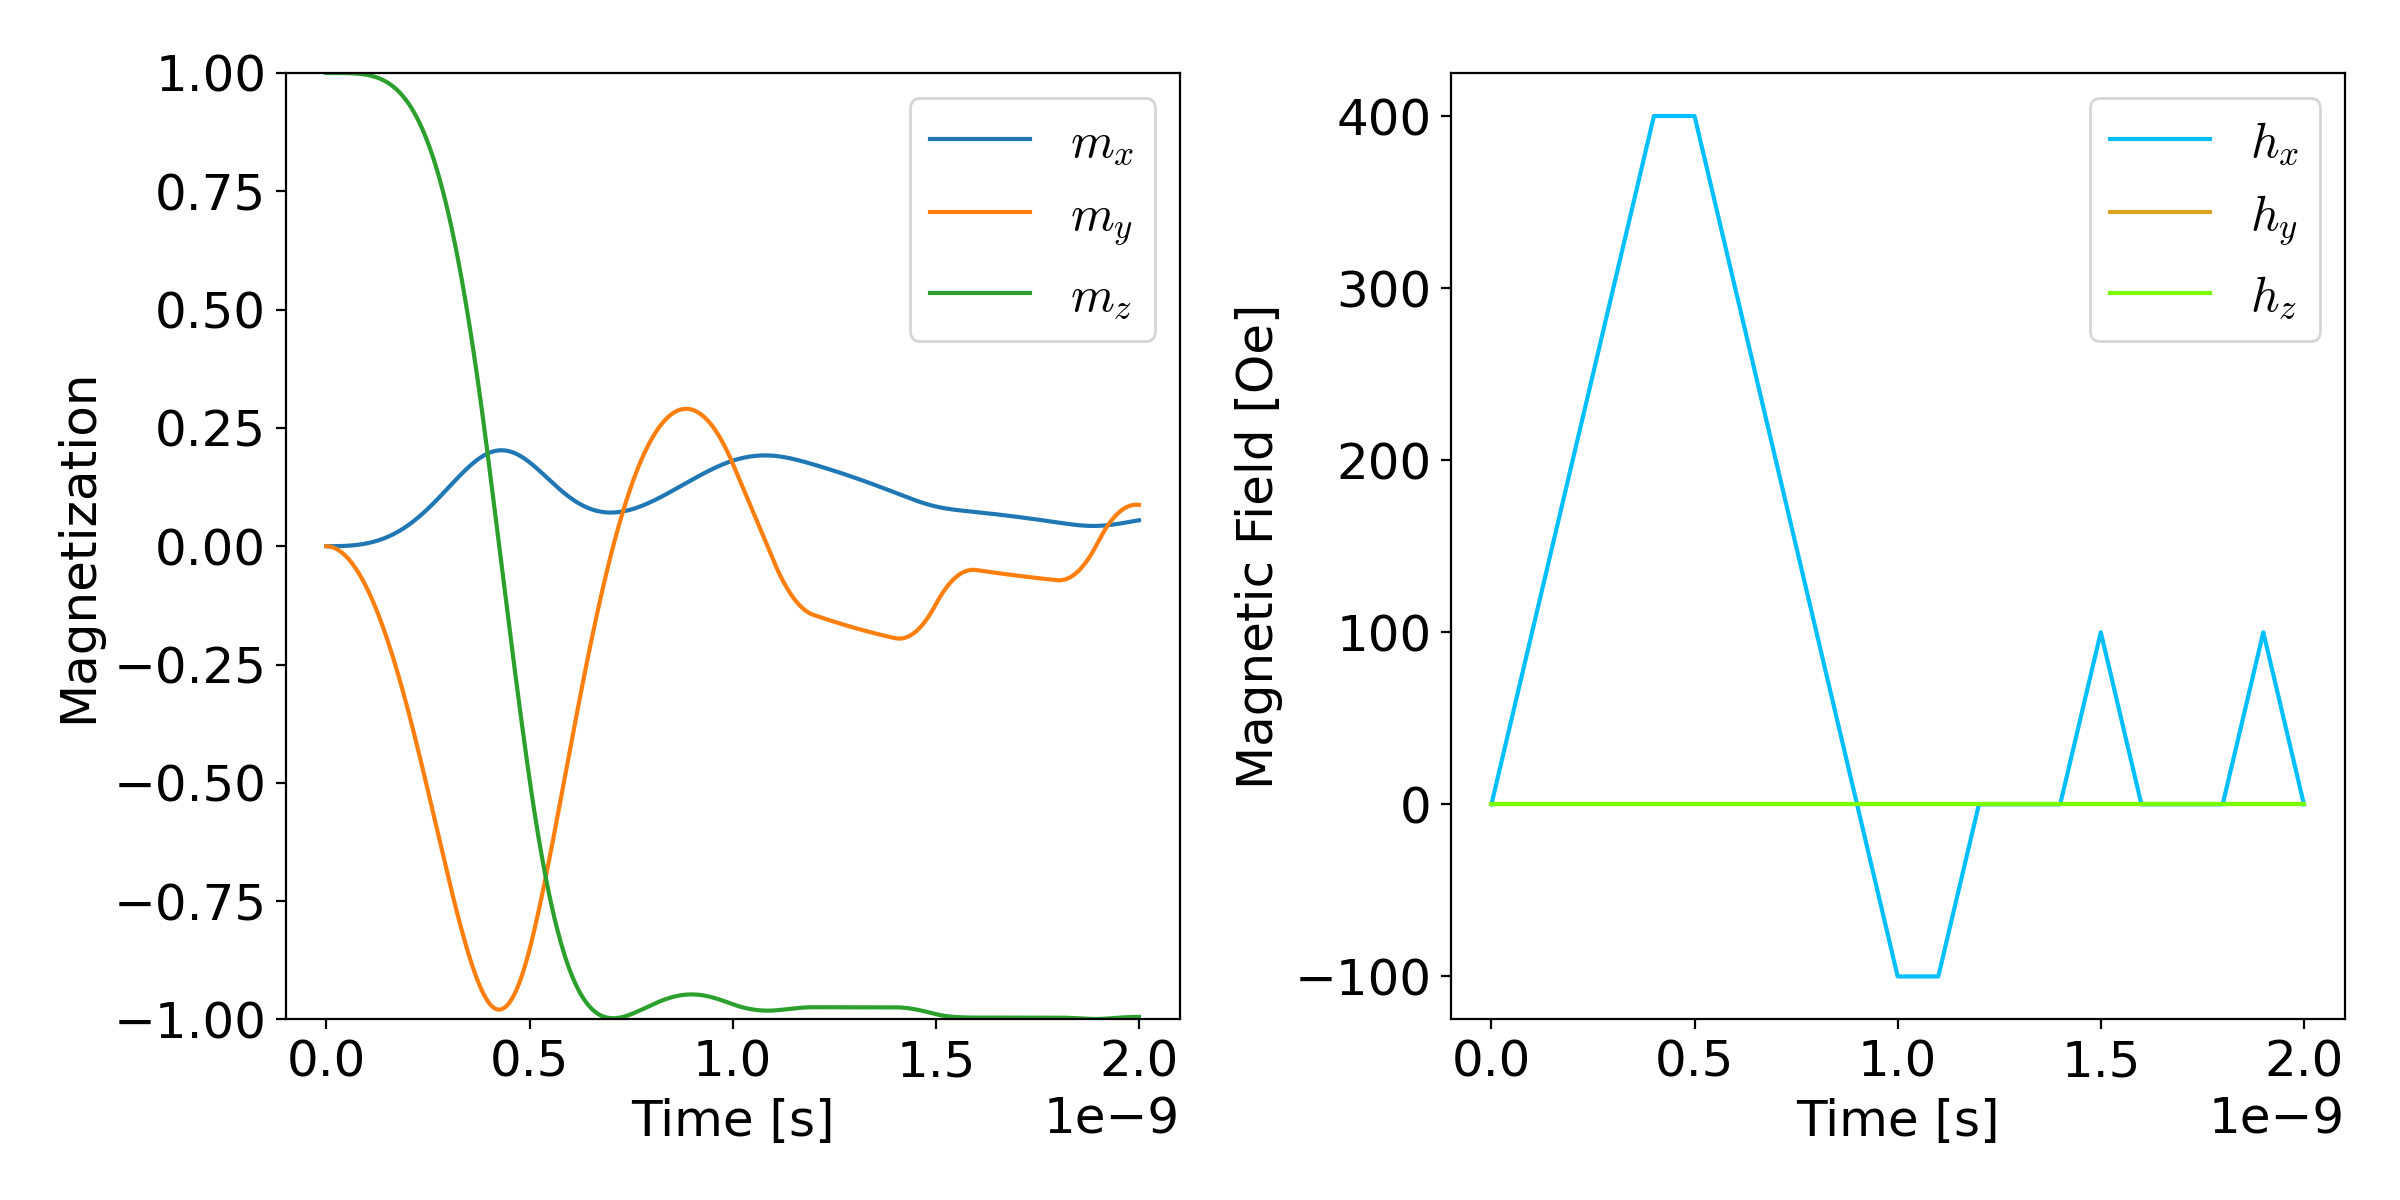 Magnetization
1.00
0.75
0.50
0.25
0.00
−0.25
−0.50
−0.75
−1.00
m_x
m_y
m_z
0.0 0.5 1.0 1.5 2.0
Time [s]
1e−9
Magnetic Field [Oe]
400
300
200
100
0
−100
h_x
h_y
h_z
0.0 0.5 1.0 1.5 2.0
Time [s]
1e−9